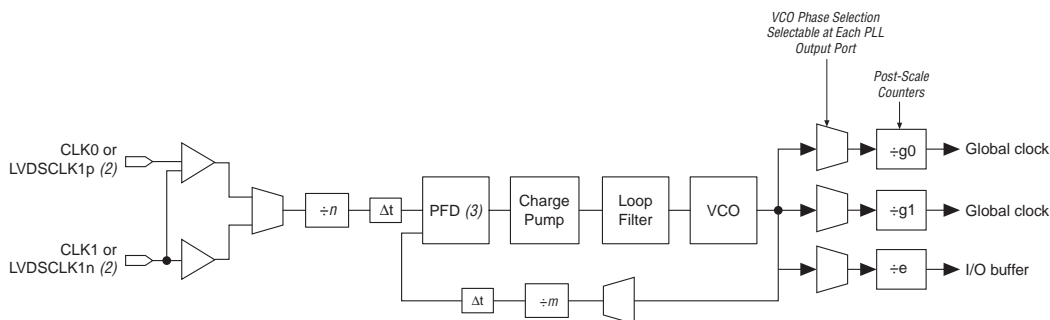 VCO Phase Selection
Selectable at Each PLL
Output Port
Post-Scale
Counters
CLK0 or
LVDSCLK1p (2)
÷g0
Global clock
÷n
Δt
PFD (3)
Charge
Pump
Loop
Filter
VCO
÷g1
Global clock
CLK1 or
LVDSCLK1n (2)
÷e
I/O buffer
Δt
÷m